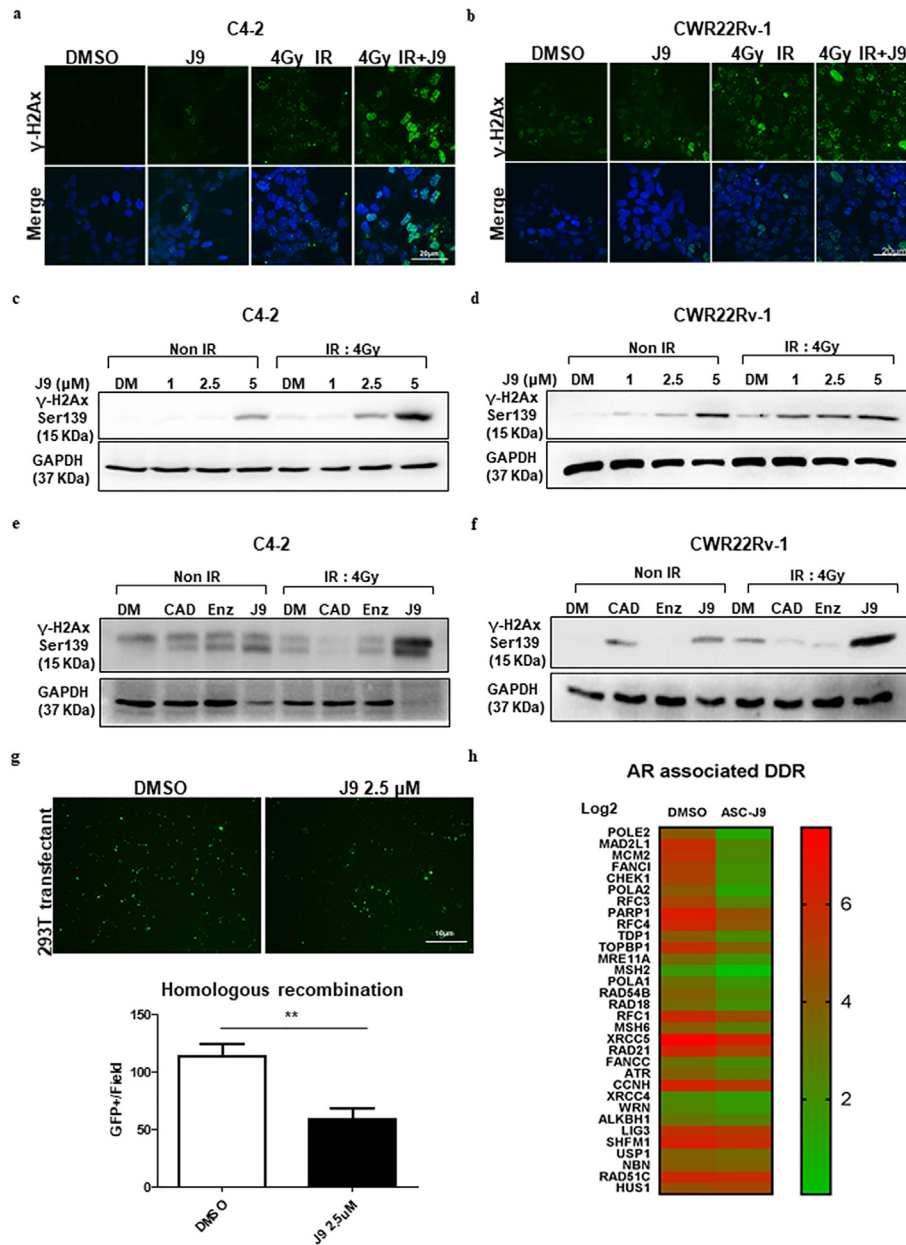 a
C4-2
DMSO J9 4Gy IR 4Gy IR+J9
γ-H2Ax
Merge
20μm
b
CWR22Rv-1
DMSO J9 4Gy IR 4Gy IR+J9
γ-H2Ax
Merge
20μm
c
C4-2
Non IR IR : 4Gy
J9 (μM) DM 1 2.5 5 DM 1 2.5 5
γ-H2Ax
Ser139
(15 KDa)
GAPDH
(37 KDa)
d
CWR22Rv-1
Non IR IR : 4Gy
J9 (μM) DM 1 2.5 5 DM 1 2.5 5
γ-H2Ax
Ser139
(15 KDa)
GAPDH
(37 KDa)
e
C4-2
Non IR IR : 4Gy
DM CAD Enz J9 DM CAD Enz J9
γ-H2Ax
Ser139
(15 KDa)
GAPDH
(37 KDa)
f
CWR22Rv-1
Non IR IR : 4Gy
DM CAD Enz J9 DM CAD Enz J9
γ-H2Ax
Ser139
(15 KDa)
GAPDH
(37 KDa)
g
DMSO J9 2.5 μM
293T transfectant
10μm
Homologous recombination
**
150
100
50
0
GFP+/Field
DMSO
J9 2.5uM
h
AR associated DDR
Log2 DMSO ASC-J9
POLE2
MAD2L1
MCM2
FANCI
CHEK1
POLA2
RFC3
PARP1
RFC4
TDP1
TOPBP1
MRE11A
MSH2
POLA1
RAD54B
RAD18
RFC1
MSH6
XRCC5
RAD21
FANCC
ATR
CCNH
XRCC4
WRN
ALKBH1
LIG3
SHFM1
USP1
NBN
RAD51C
HUS1
6
4
2